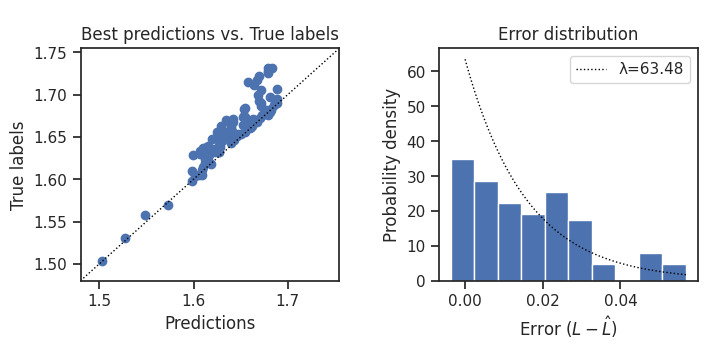 Best predictions vs. True labels
True labels
1.75
1.70
1.65
1.60
1.55
1.50
1.5
1.6
1.7
Predictions
Error distribution
Probability density
60
50
40
30
20
10
0
λ=63.48
0.00
0.02
0.04
Error (L − L̂)